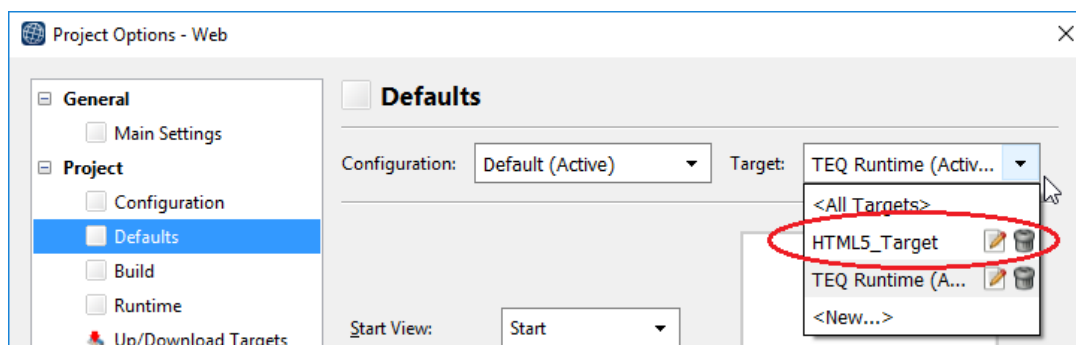 Project Options - Web
General
Main Settings
Project
Configuration
Defaults
Build
Runtime
Up/Download Targets
Defaults
Configuration: Default (Active) Target: TEQ Runtime (Activ...
<All Targets>
HTML5_Target
TEQ Runtime (A...
<New...>
Start View: Start